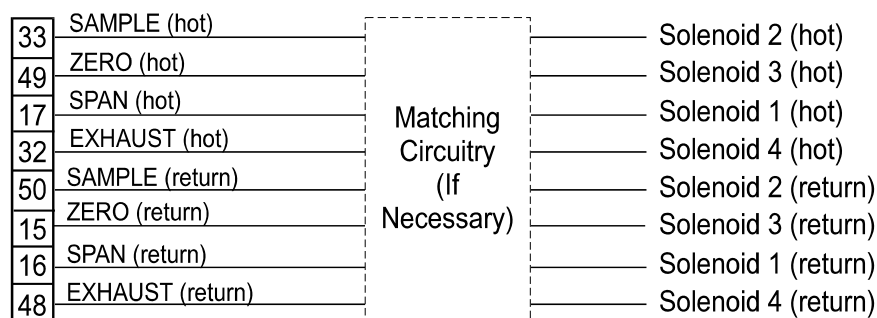 33 SAMPLE (hot) Solenoid 2 (hot)
49 ZERO (hot) Solenoid 3 (hot)
17 SPAN (hot) Solenoid 1 (hot)
32 EXHAUST (hot) Solenoid 4 (hot)
50 SAMPLE (return) Solenoid 2 (return)
15 ZERO (return) Solenoid 3 (return)
16 SPAN (return) Solenoid 1 (return)
48 EXHAUST (return) Solenoid 4 (return)
Matching
Circuitry
(If
Necessary)